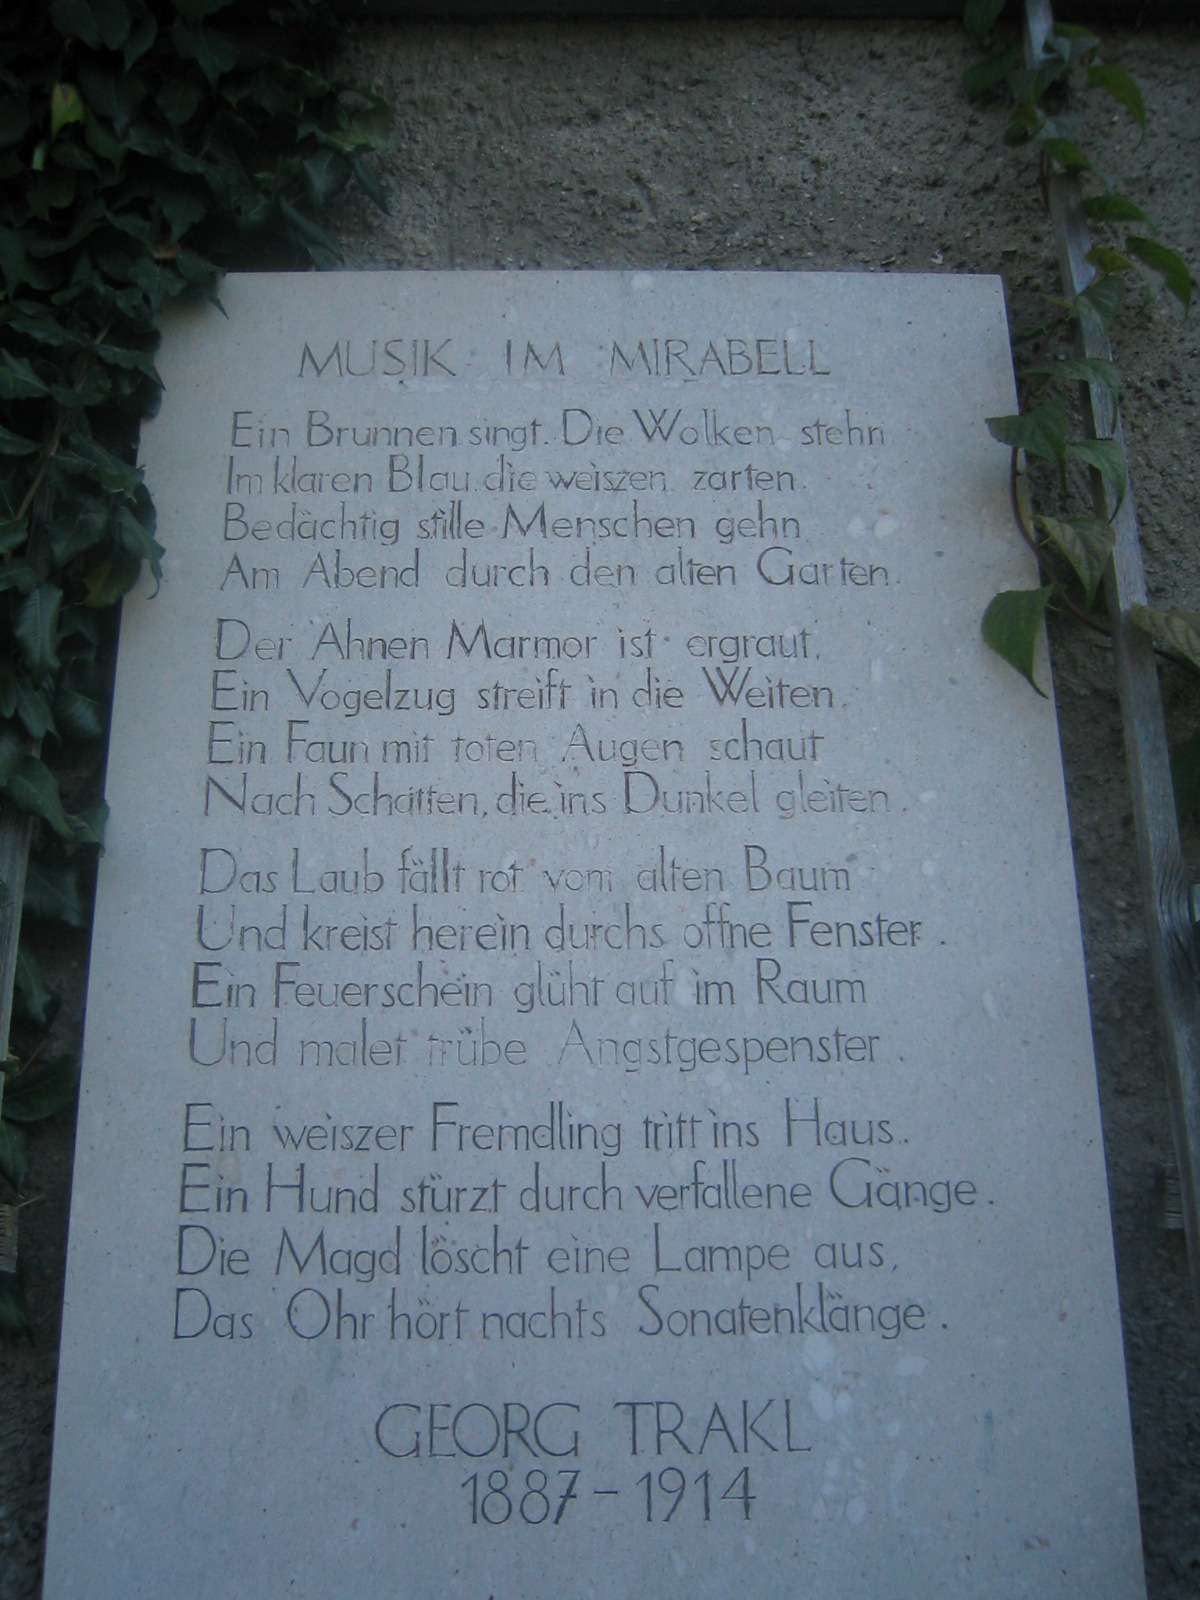 MUSIK IM MIRABELL
Ein Brunnen singt. Die Wolken stehn
Im klaren Blau, die weiszen, zarten.
Bedächtig stille Menschen gehn
Am Abend durch den alten Garten.
Der Ahnen Marmor ist ergraut.
Ein Vogelzug streift in die Weiten.
Ein Faun mit toten Augen schaut
Nach Schatten, die ins Dunkel gleiten.
Das Laub fällt rot vom alten Baum
Und kreist herein durchs offne Fenster.
Ein Feuerschein glüht auf im Raum
Und malet trübe Angstgespenster.
Ein weiszer Fremdling tritt ins Haus.
Ein Hund stürzt durch verfallene Gänge.
Die Magd löscht eine Lampe aus,
Das Ohr hört nachts Sonatenklänge.
GEORG TRAKL
1887-1914